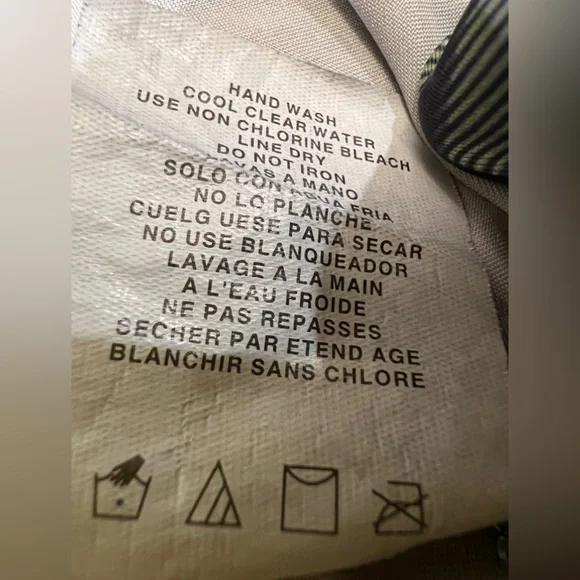 HAND WASH
COOL CLEAR WATER
USE NON CHLORINE BLEACH
LINE DRY
DO NOT IRON
LAVAS A MANO
SOLO CON AGUA FRIA
NO LO PLANCHE
CUELG UESE PARA SECAR
NO USE BLANQUEADOR
LAVAGE A LA MAIN
A L'EAU FROIDE
NE PAS REPASSES
SECHER PAR ETEND AGE
BLANCHIR SANS CHLORE